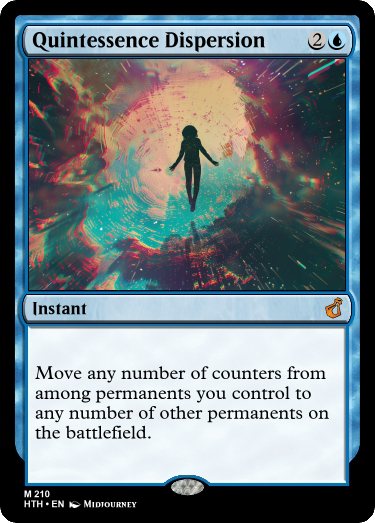 Quintessence Dispersion 2
Instant
Move any number of counters from
among permanents you control to
any number of other permanents on
the battlefield.
M 210
HTH • EN Midjourney